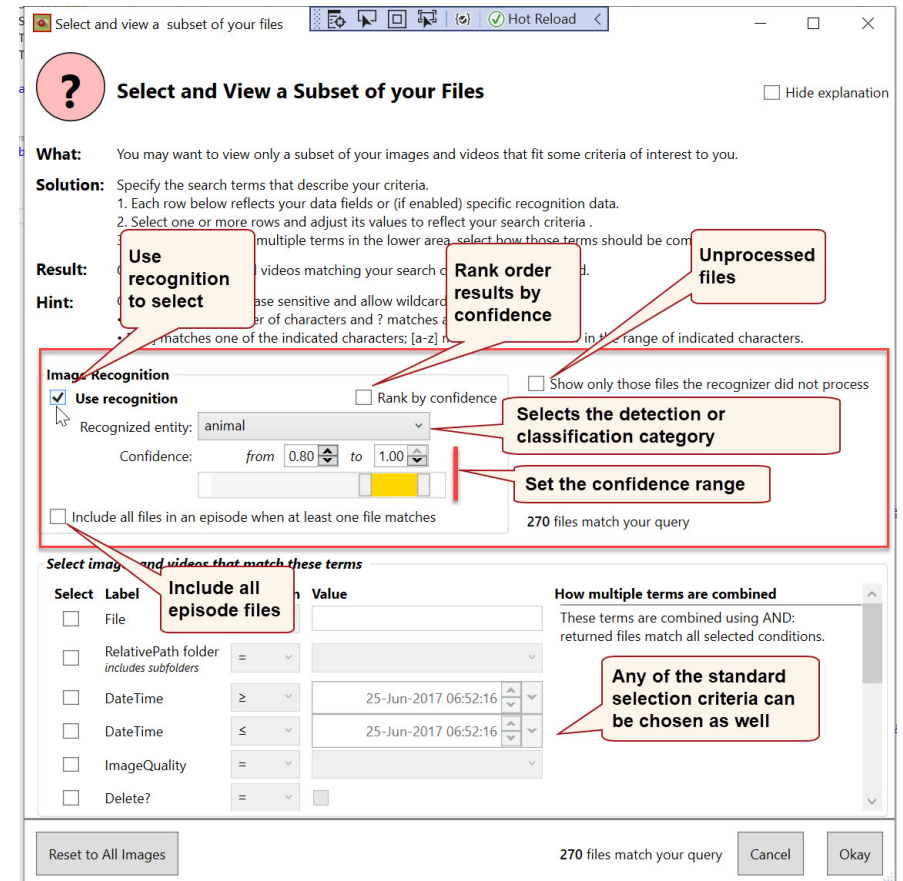 Select and view a  subset of your files
Hot Reload
?
Select and View a Subset of your Files
Hide explanation
What: You may want to view only a subset of your images and videos that fit some criteria of interest to you.
Solution: Specify the search terms that describe your criteria.
1. Each row below reflects your data fields or (if enabled) specific recognition data.
2. Select one or more rows and adjust its values to reflect your search criteria .
multiple terms in the lower area, select how those terms should be com
Use
recognition
to select
Rank order
results by
confidence
Unprocessed
files
Result: videos matching your search
Hint: case sensitive and allow
of characters and ? matches
matches one of the indicated characters; [a-z] in the range of indicated characters.
Image Recognition
Use recognition
Rank by confidence
Show only those files the recognizer did not process
Recognized entity: animal
Selects the detection or
classification category
Confidence: from 0.80 to 1.00
Set the confidence range
Include all files in an episode when at least one file matches
270 files match your query
Select images and videos that match these terms
Include all
episode files
Select Label Value How multiple terms are combined
File
These terms are combined using AND:
returned files match all selected conditions.
RelativePath folder =
includes subfolders
Any of the standard
selection criteria can
be chosen as well
DateTime ≥ 25-Jun-2017 06:52:16
DateTime ≤ 25-Jun-2017 06:52:16
ImageQuality =
Delete? =
Reset to All Images
270 files match your query
Cancel
Okay